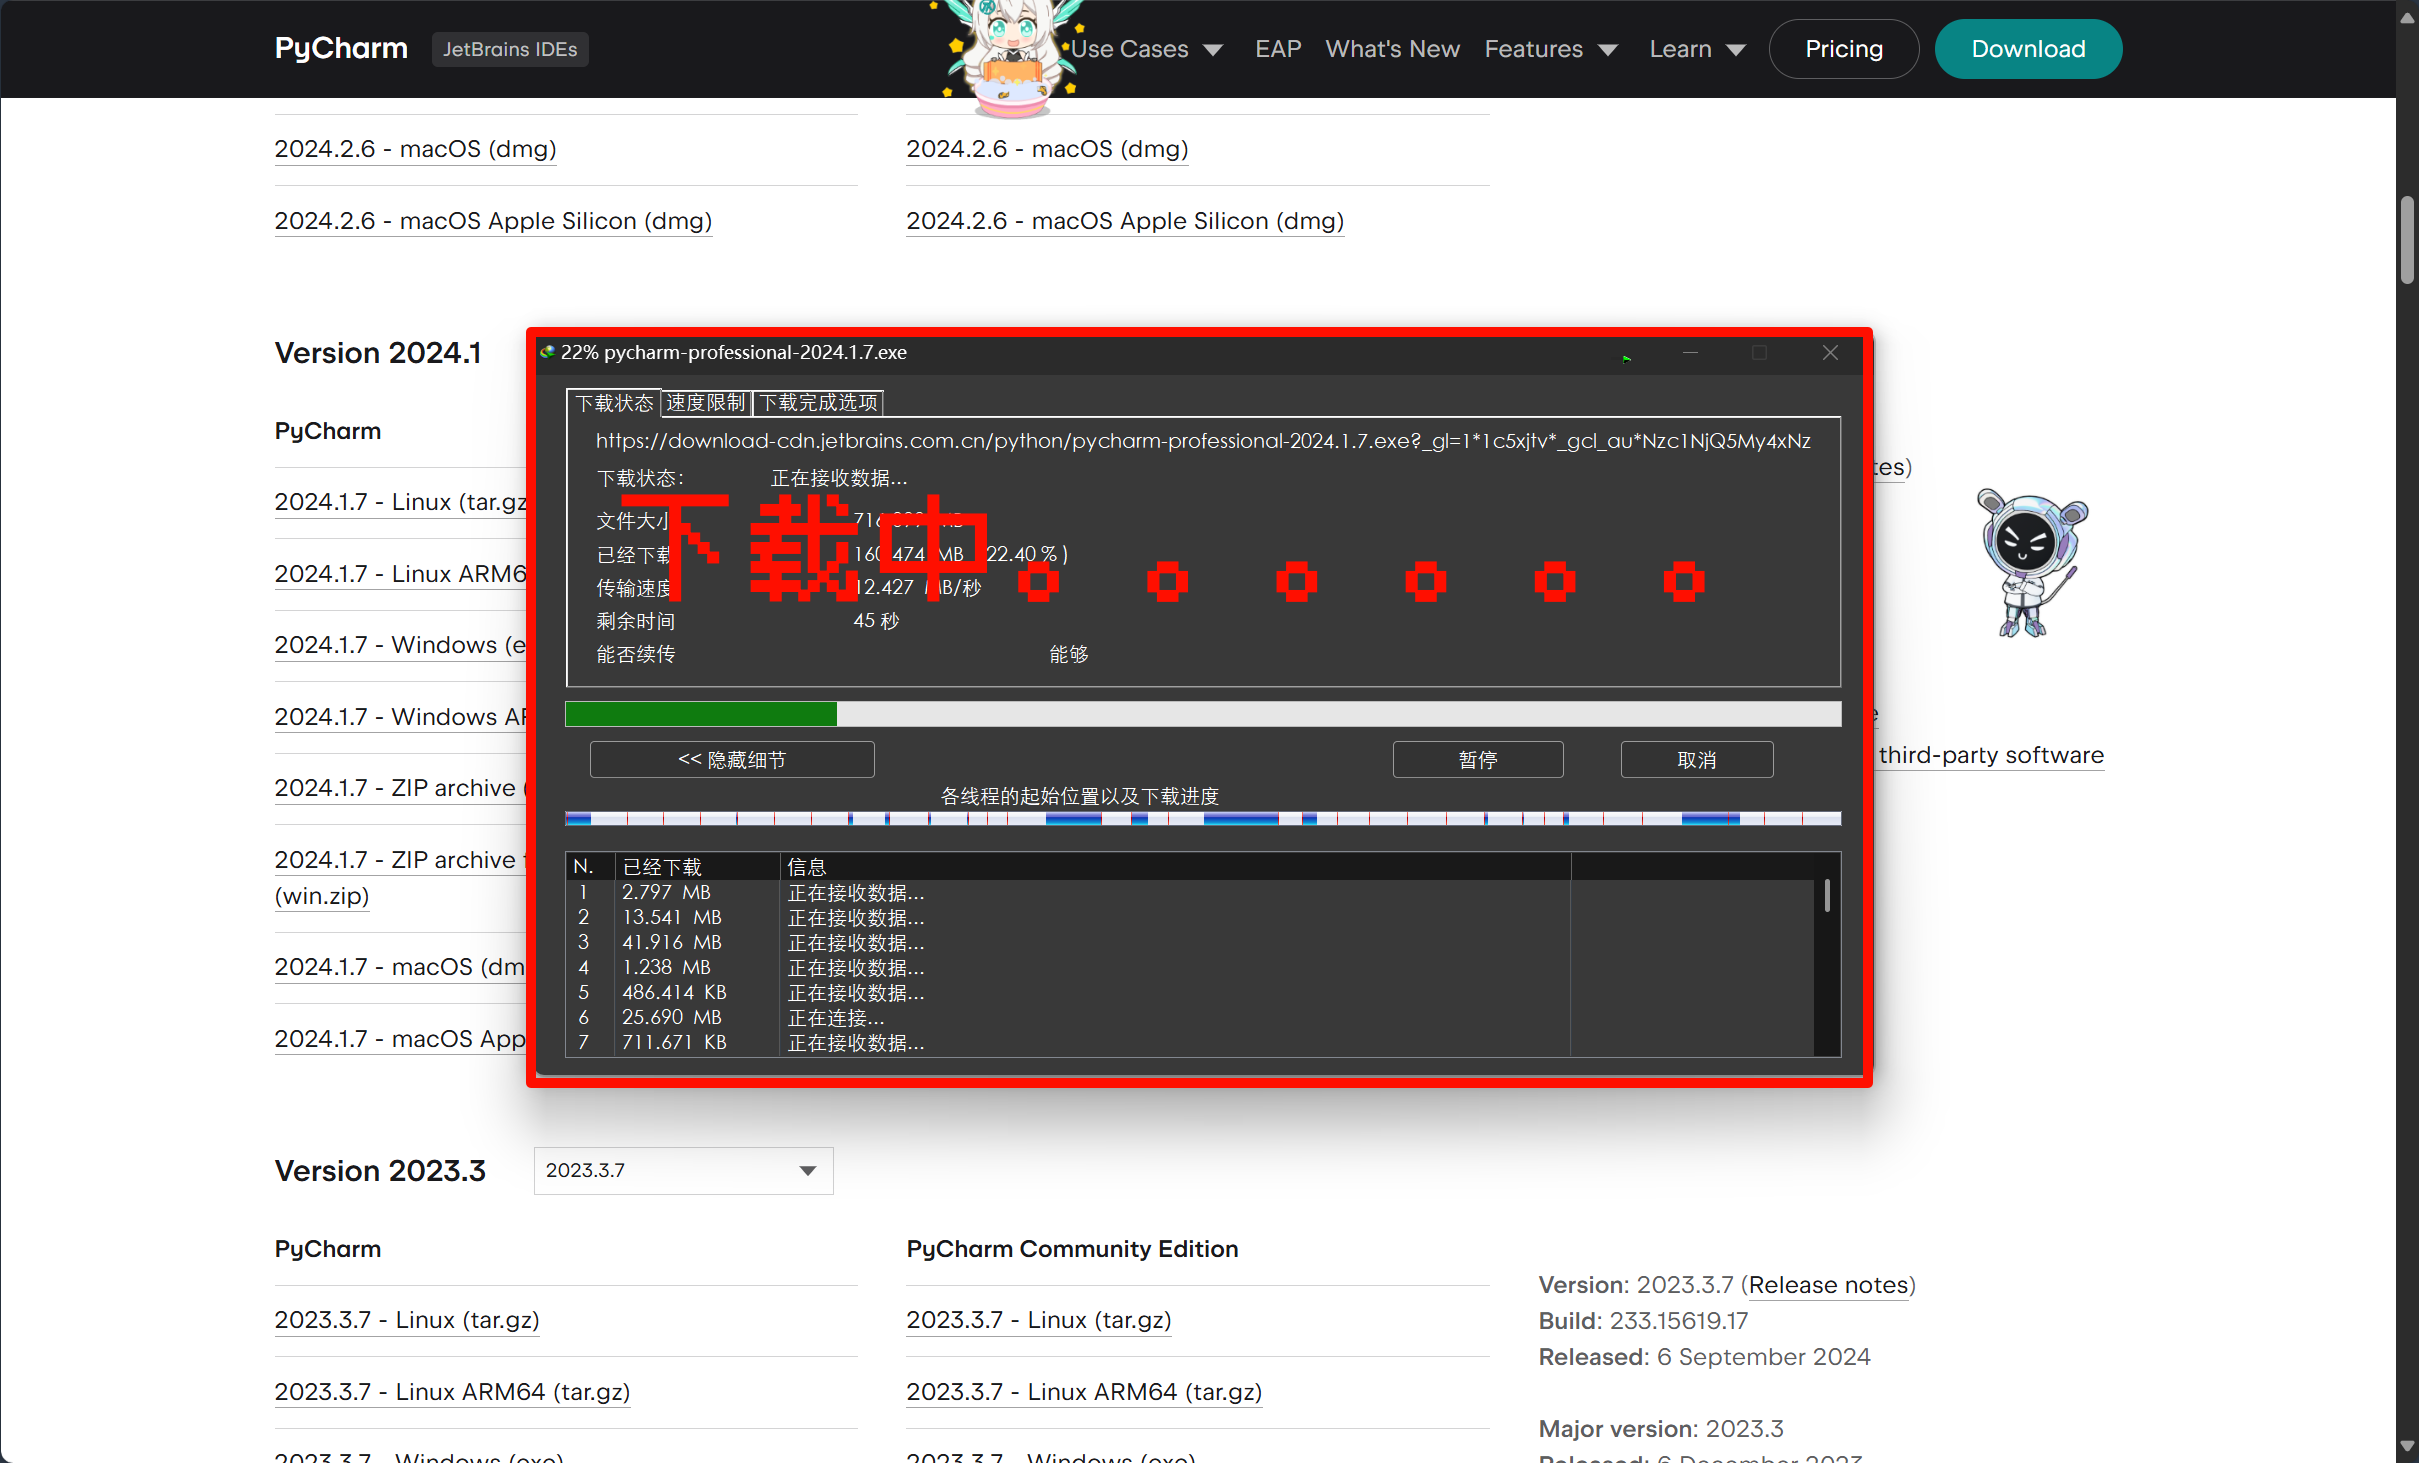 PyCharm JetBrains IDEs Use Cases EAP What's New Features Learn Pricing Download
2024.2.6 - macOS (dmg) 2024.2.6 - macOS (dmg)
2024.2.6 - macOS Apple Silicon (dmg) 2024.2.6 - macOS Apple Silicon (dmg)
Version 2024.1
PyCharm
2024.1.7 - Linux (tar.gz
2024.1.7 - Linux ARM6
2024.1.7 - Windows (e
2024.1.7 - Windows AR
2024.1.7 - ZIP archive (
2024.1.7 - ZIP archive f
(win.zip)
2024.1.7 - macOS (dm
2024.1.7 - macOS App
tes)
third-party software
22% pycharm-professional-2024.1.7.exe
下载状态 速度限制 下载完成选项
https://download-cdn.jetbrains.com.cn/python/pycharm-professional-2024.1.7.exe?_gl=1*1c5xjtv*_gcl_au*Nzc1NjQ5My4xNz
下载状态: 正在接收数据...
下载中。。。。。。
文件大小
已经下载 160.474 MB 22.40 % )
传输速度 12.427 MB/秒
剩余时间 45 秒
能否续传 能够
<< 隐藏细节 暂停 取消
各线程的起始位置以及下载进度
N. 已经下载 信息
1 2.797 MB 正在接收数据...
2 13.541 MB 正在接收数据...
3 41.916 MB 正在接收数据...
4 1.238 MB 正在接收数据...
5 486.414 KB 正在接收数据...
6 25.690 MB 正在连接...
7 711.671 KB 正在接收数据...
Version 2023.3 2023.3.7
PyCharm PyCharm Community Edition
2023.3.7 - Linux (tar.gz) 2023.3.7 - Linux (tar.gz)
2023.3.7 - Linux ARM64 (tar.gz) 2023.3.7 - Linux ARM64 (tar.gz)
2023.3.7 - Windows (exe) 2023.3.7 - Windows (exe)
Version: 2023.3.7 (Release notes)
Build: 233.15619.17
Released: 6 September 2024
Major version: 2023.3
Released: 6 December 2023